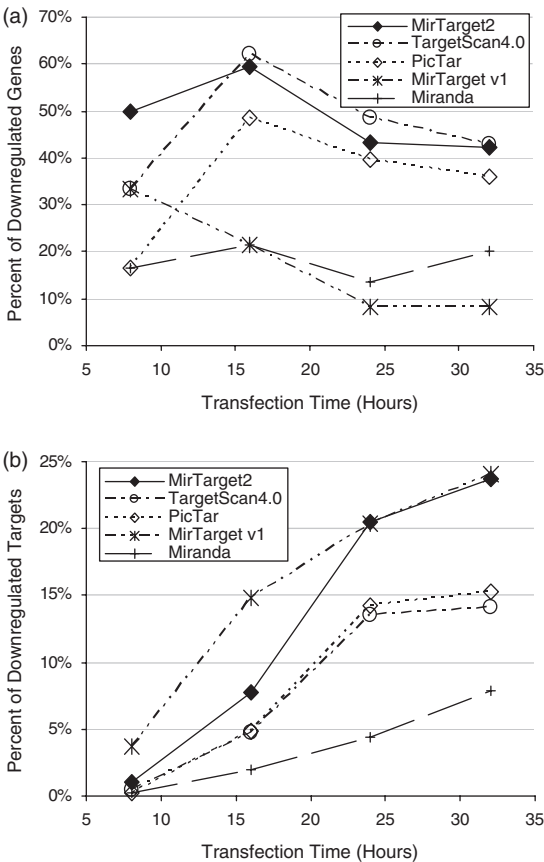 (a)
70%
60%
50%
40%
30%
20%
10%
0%
Percent of Downregulated Genes
MirTarget2
TargetScan4.0
PicTar
MirTarget v1
Miranda
5 10 15 20 25 30 35
Transfection Time (Hours)
(b)
25%
20%
15%
10%
5%
0%
Percent of Downregulated Targets
MirTarget2
TargetScan4.0
PicTar
MirTarget v1
Miranda
5 10 15 20 25 30 35
Transfection Time (Hours)